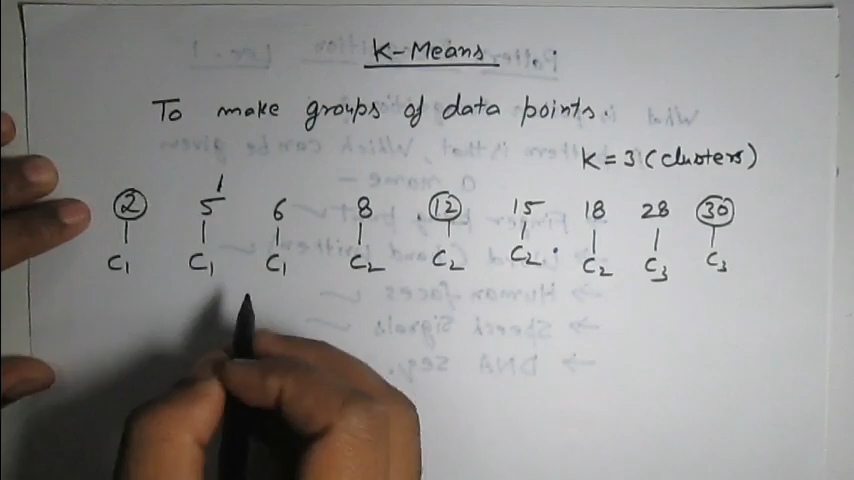 K-Means
To make groups of data points.
K = 3 (clusters)
2 5 6 8 12 15 18 28 30
C1 C1 C1 C2 C2 C2 C2 C3 C3